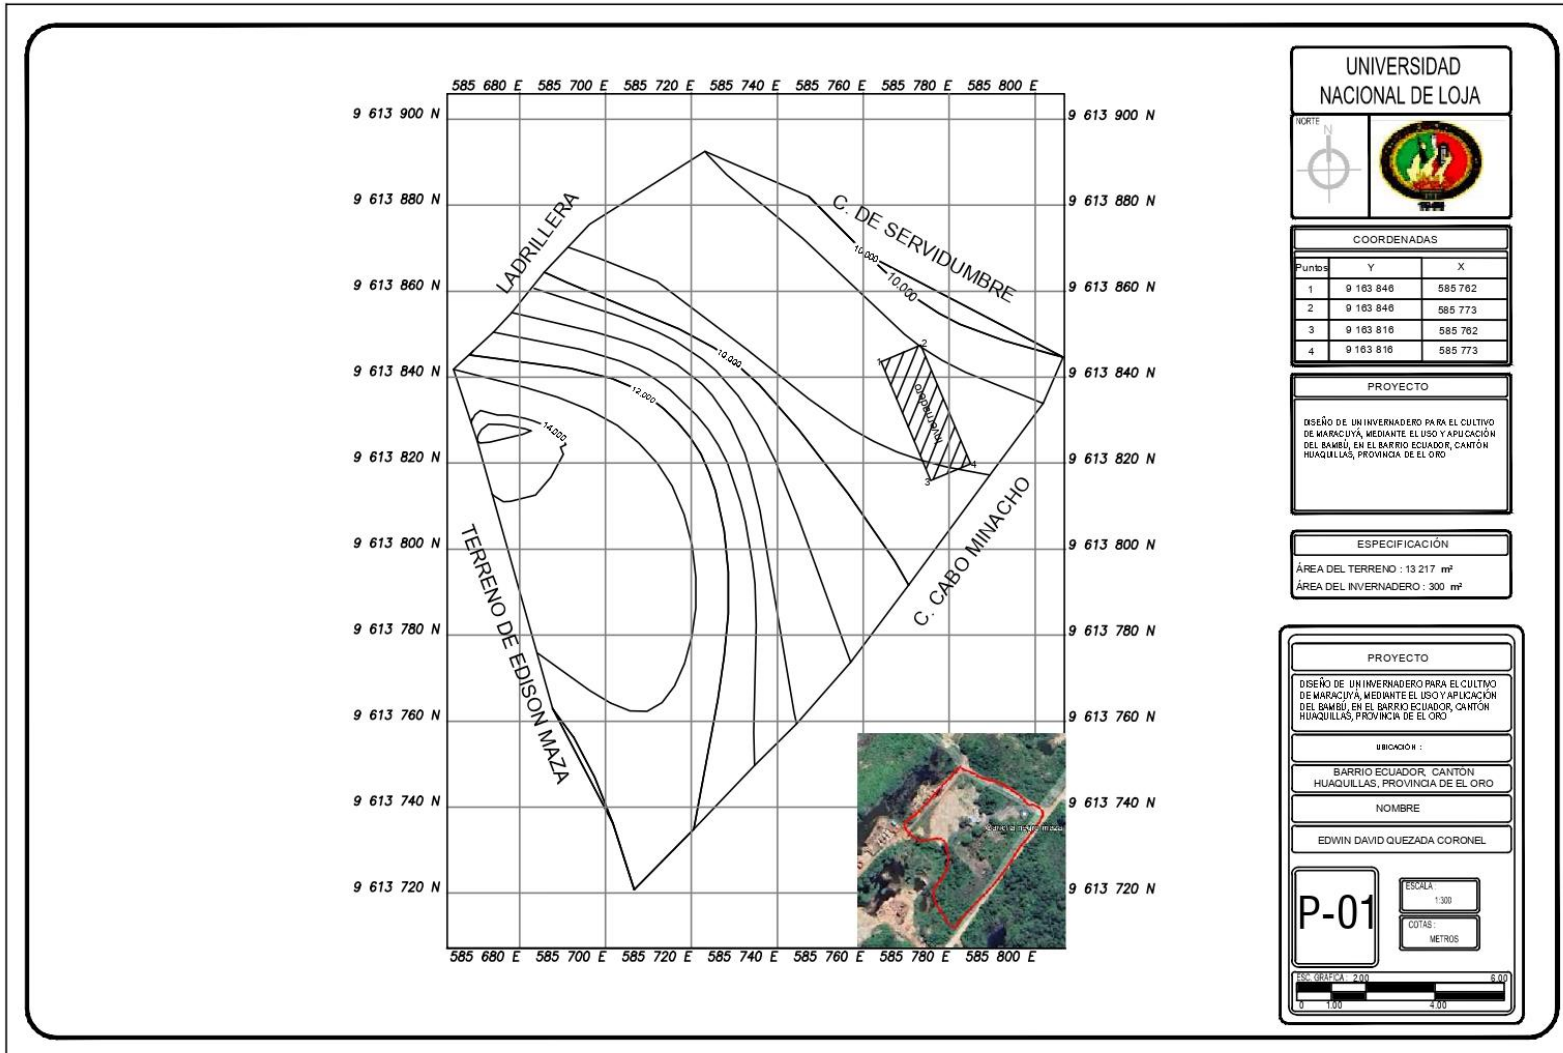 585 680 E 585 700 E 585 720 E 585 740 E 585 760 E 585 780 E 585 800 E
9 613 900 N 9 613 900 N
9 613 880 N 9 613 880 N
9 613 860 N 9 613 860 N
9 613 840 N 9 613 840 N
9 613 820 N 9 613 820 N
9 613 800 N 9 613 800 N
9 613 780 N 9 613 780 N
9 613 760 N 9 613 760 N
9 613 740 N 9 613 740 N
9 613 720 N 9 613 720 N
585 680 E 585 700 E 585 720 E 585 740 E 585 760 E 585 780 E 585 800 E
LADRILLERA
C. DE SERVIDUMBRE
10.000
10.000
10.000
12.000
14.000
1
2
Invernadero
3
4
TERRENO DE EDISON MAZA
C. CABO MINACHO
UNIVERSIDAD
NACIONAL DE LOJA
NORTE
N
COORDENADAS
Puntos Y X
1 9 163 846 585 762
2 9 163 846 585 773
3 9 163 816 585 762
4 9 163 816 585 773
PROYECTO
DISEÑO DE UN INVERNADERO PARA EL CULTIVO
DE MARACUYÁ, MEDIANTE EL USO Y APLICACIÓN
DEL BAMBÚ, EN EL BARRIO ECUADOR, CANTÓN
HUAQUILLAS, PROVINCIA DE EL ORO
ESPECIFICACIÓN
ÁREA DEL TERRENO : 13 217 m²
ÁREA DEL INVERNADERO : 300 m²
PROYECTO
DISEÑO DE UN INVERNADERO PARA EL CULTIVO
DE MARACUYÁ, MEDIANTE EL USO Y APLICACIÓN
DEL BAMBÚ, EN EL BARRIO ECUADOR, CANTÓN
HUAQUILLAS, PROVINCIA DE EL ORO
UBICACIÓN :
BARRIO ECUADOR, CANTÓN
HUAQUILLAS, PROVINCIA DE EL ORO
NOMBRE
EDWIN DAVID QUEZADA CORONEL
P-01
ESCALA :
1:300
COTAS :
METROS
ESC. GRÁFICA : 2.00 6.00
0 1.00 4.00